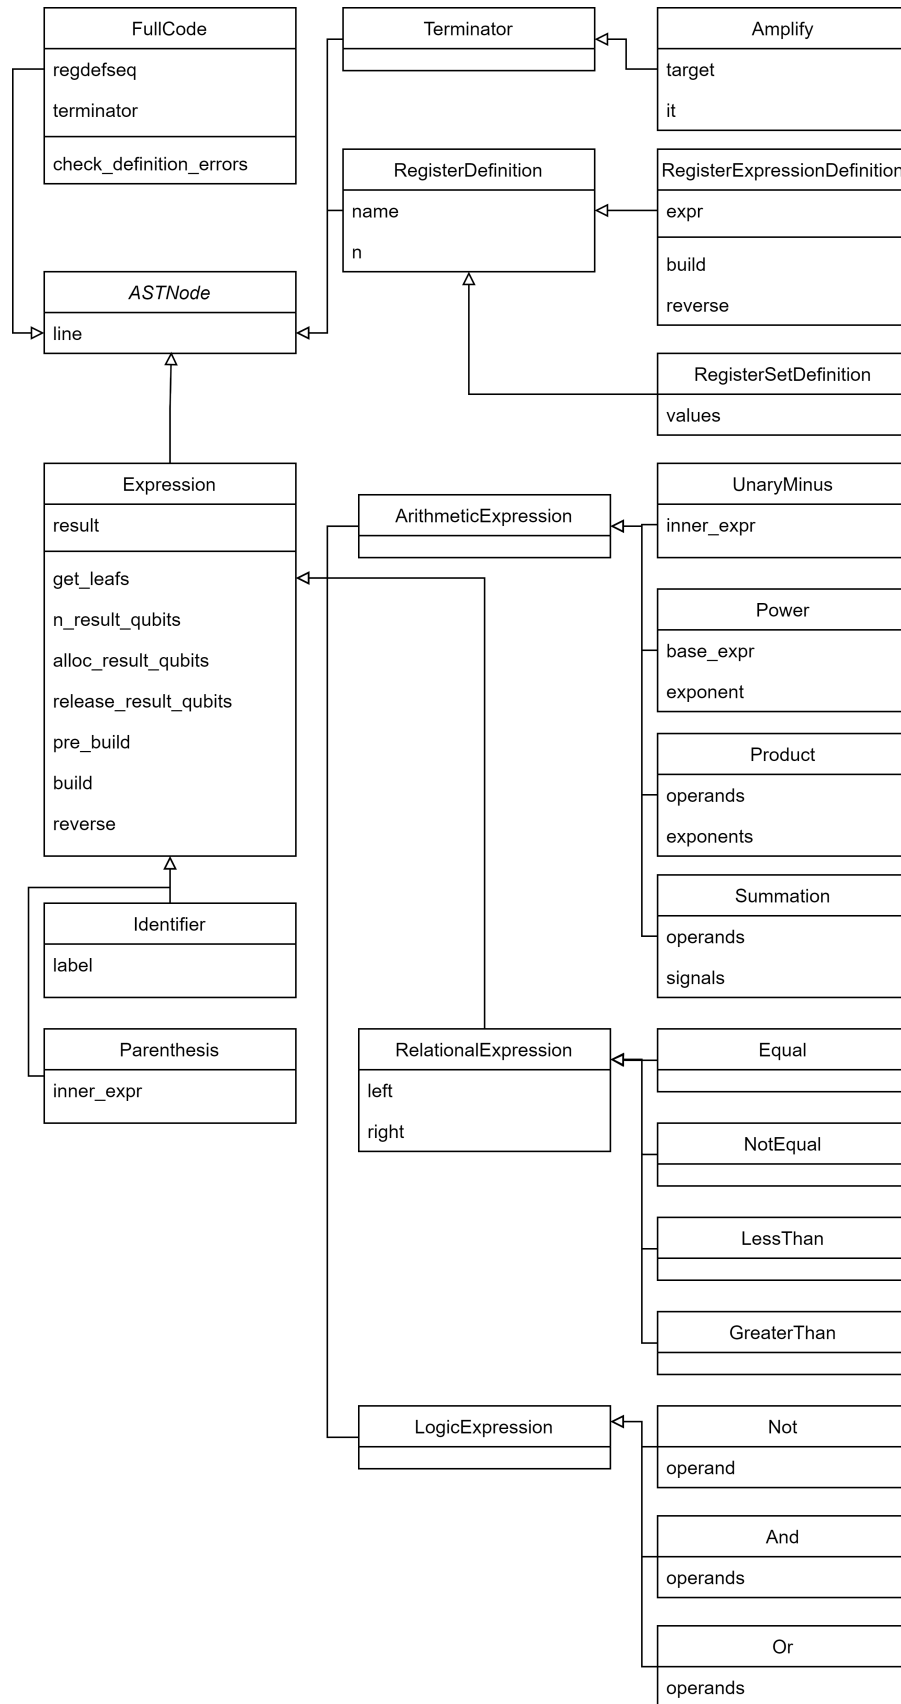 FullCode
regdefseq
terminator
check_definition_errors
Terminator
Amplify
target
it
RegisterDefinition
name
n
RegisterExpressionDefinition
expr
build
reverse
ASTNode
line
RegisterSetDefinition
values
Expression
result
get_leafs
n_result_qubits
alloc_result_qubits
release_result_qubits
pre_build
build
reverse
ArithmeticExpression
UnaryMinus
inner_expr
Power
base_expr
exponent
Product
operands
exponents
Summation
operands
signals
Identifier
label
Parenthesis
inner_expr
RelationalExpression
left
right
Equal
NotEqual
LessThan
GreaterThan
LogicExpression
Not
operand
And
operands
Or
operands